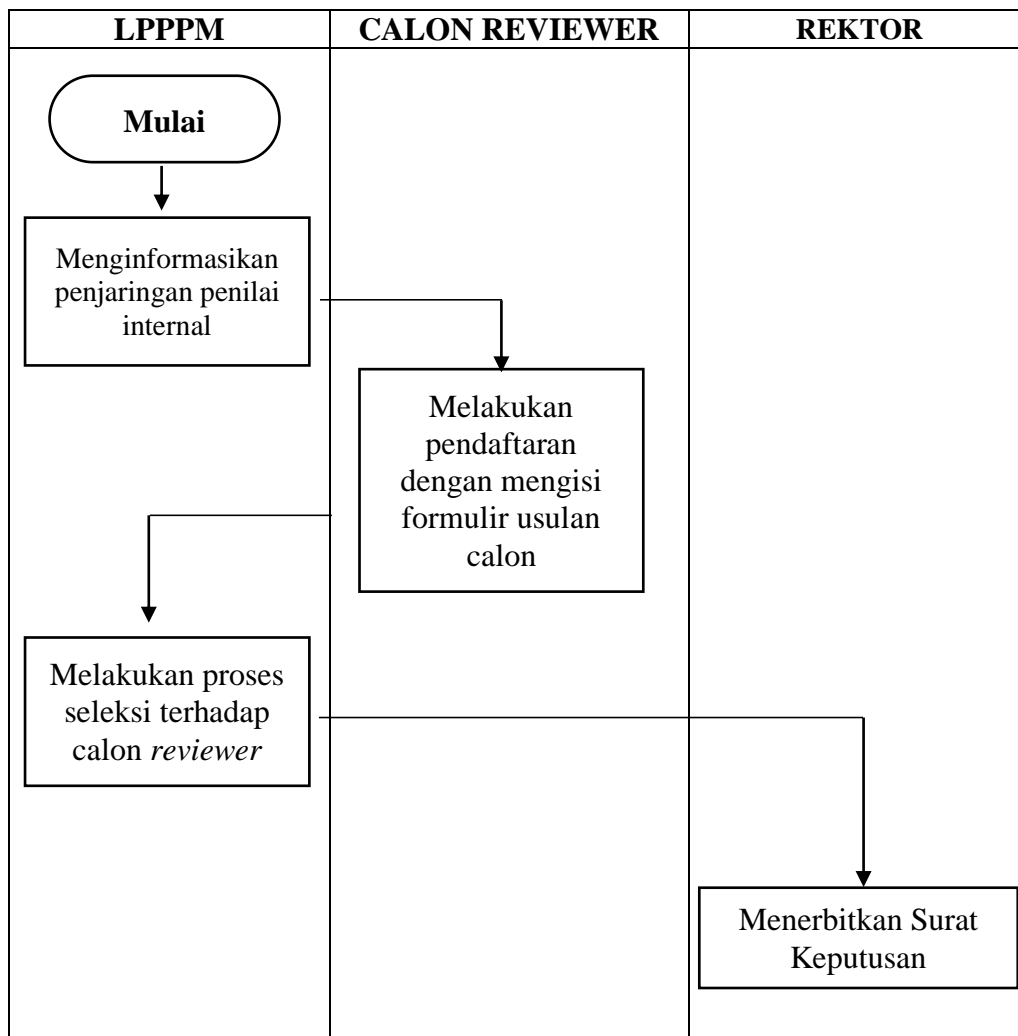 LPPPM
CALON REVIEWER
REKTOR
Mulai
Menginformasikan
penjaringan penilai
internal
Melakukan
pendaftaran
dengan mengisi
formulir usulan
calon
Melakukan proses
seleksi terhadap
calon reviewer
Menerbitkan Surat
Keputusan